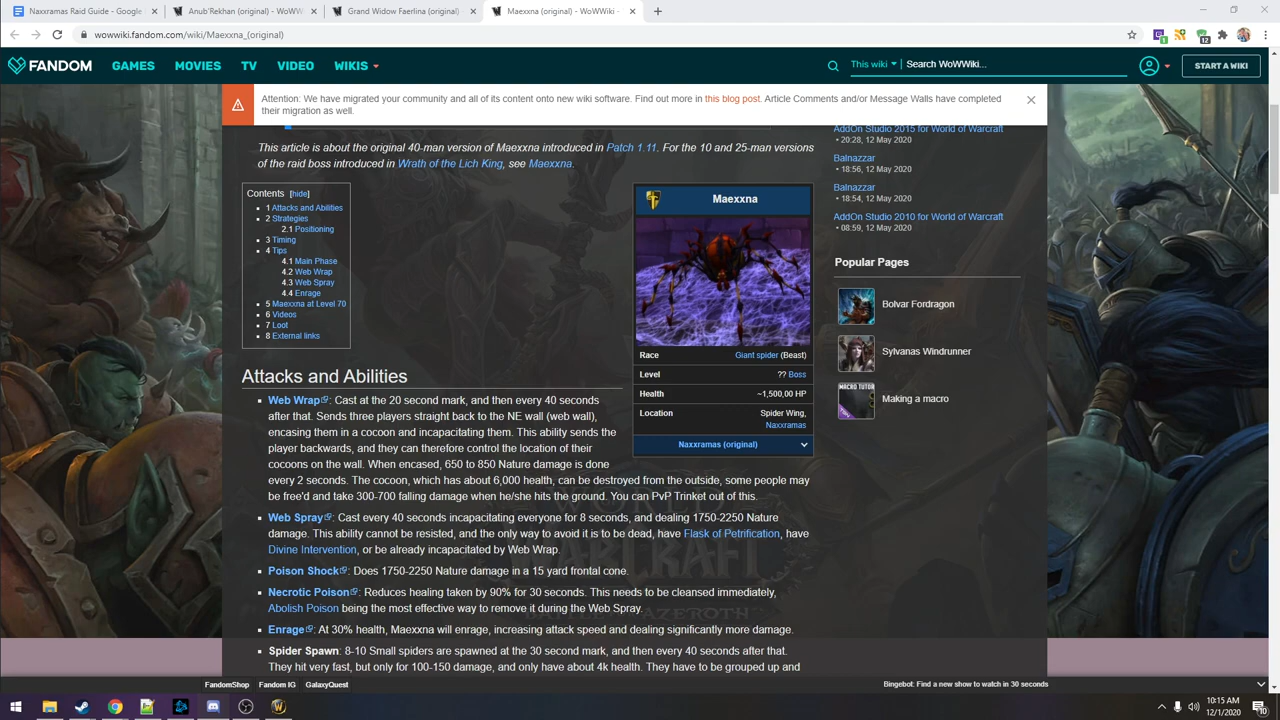 Naxxramas Raid Guide - Google
Anub'Rekhan (original) - WoWW
Grand Widow Faerlina (original)
Maexxna (original) - WoWWiki -
wowwiki.fandom.com/wiki/Maexxna_(original)
1
12
FANDOM
GAMES
MOVIES
TV
VIDEO
WIKIS
This wiki
Search WoWWiki...
START A WIKI
Attention: We have migrated your community and all of its content onto new wiki software. Find out more in this blog post. Article Comments and/or Message Walls have completed
their migration as well.
This article is about the original 40-man version of Maexxna introduced in Patch 1.11. For the 10 and 25-man versions
of the raid boss introduced in Wrath of the Lich King, see Maexxna.
Contents [hide]
1 Attacks and Abilities
2 Strategies
2.1 Positioning
3 Timing
4 Tips
4.1 Main Phase
4.2 Web Wrap
4.3 Web Spray
4.4 Enrage
5 Maexxna at Level 70
6 Videos
7 Loot
8 External links
Maexxna
Race Giant spider (Beast)
Level ?? Boss
Health ~1,500,00 HP
Location Spider Wing,
Naxxramas
Naxxramas (original)
Attacks and Abilities
Web Wrap: Cast at the 20 second mark, and then every 40 seconds
after that. Sends three players straight back to the NE wall (web wall),
encasing them in a cocoon and incapacitating them. This ability sends the
player backwards, and they can therefore control the location of their
cocoons on the wall. When encased, 650 to 850 Nature damage is done
every 2 seconds. The cocoon, which has about 6,000 health, can be destroyed from the outside, some people may
be free'd and take 300-700 falling damage when he/she hits the ground. You can PvP Trinket out of this.
Web Spray: Cast every 40 seconds incapacitating everyone for 8 seconds, and dealing 1750-2250 Nature
damage. This ability cannot be resisted, and the only way to avoid it is to be dead, have Flask of Petrification, have
Divine Intervention, or be already incapacitated by Web Wrap.
Poison Shock: Does 1750-2250 Nature damage in a 15 yard frontal cone.
Necrotic Poison: Reduces healing taken by 90% for 30 seconds. This needs to be cleansed immediately,
Abolish Poison being the most effective way to remove it during the Web Spray.
Enrage: At 30% health, Maexxna will enrage, increasing attack speed and dealing significantly more damage.
Spider Spawn: 8-10 Small spiders are spawned at the 30 second mark, and then every 40 seconds after that.
They hit very fast, but only for 100-150 damage, and only have about 4k health. They have to be grouped up and
AddOn Studio 2015 for World of Warcraft
• 20:28, 12 May 2020
Balnazzar
• 18:56, 12 May 2020
Balnazzar
• 18:54, 12 May 2020
AddOn Studio 2010 for World of Warcraft
• 08:59, 12 May 2020
Popular Pages
Bolvar Fordragon
Sylvanas Windrunner
MACRO TUTOR
Making a macro
FandomShop
Fandom IG
GalaxyQuest
Bingebot: Find a new show to watch in 30 seconds
10:15 AM
12/1/2020
10